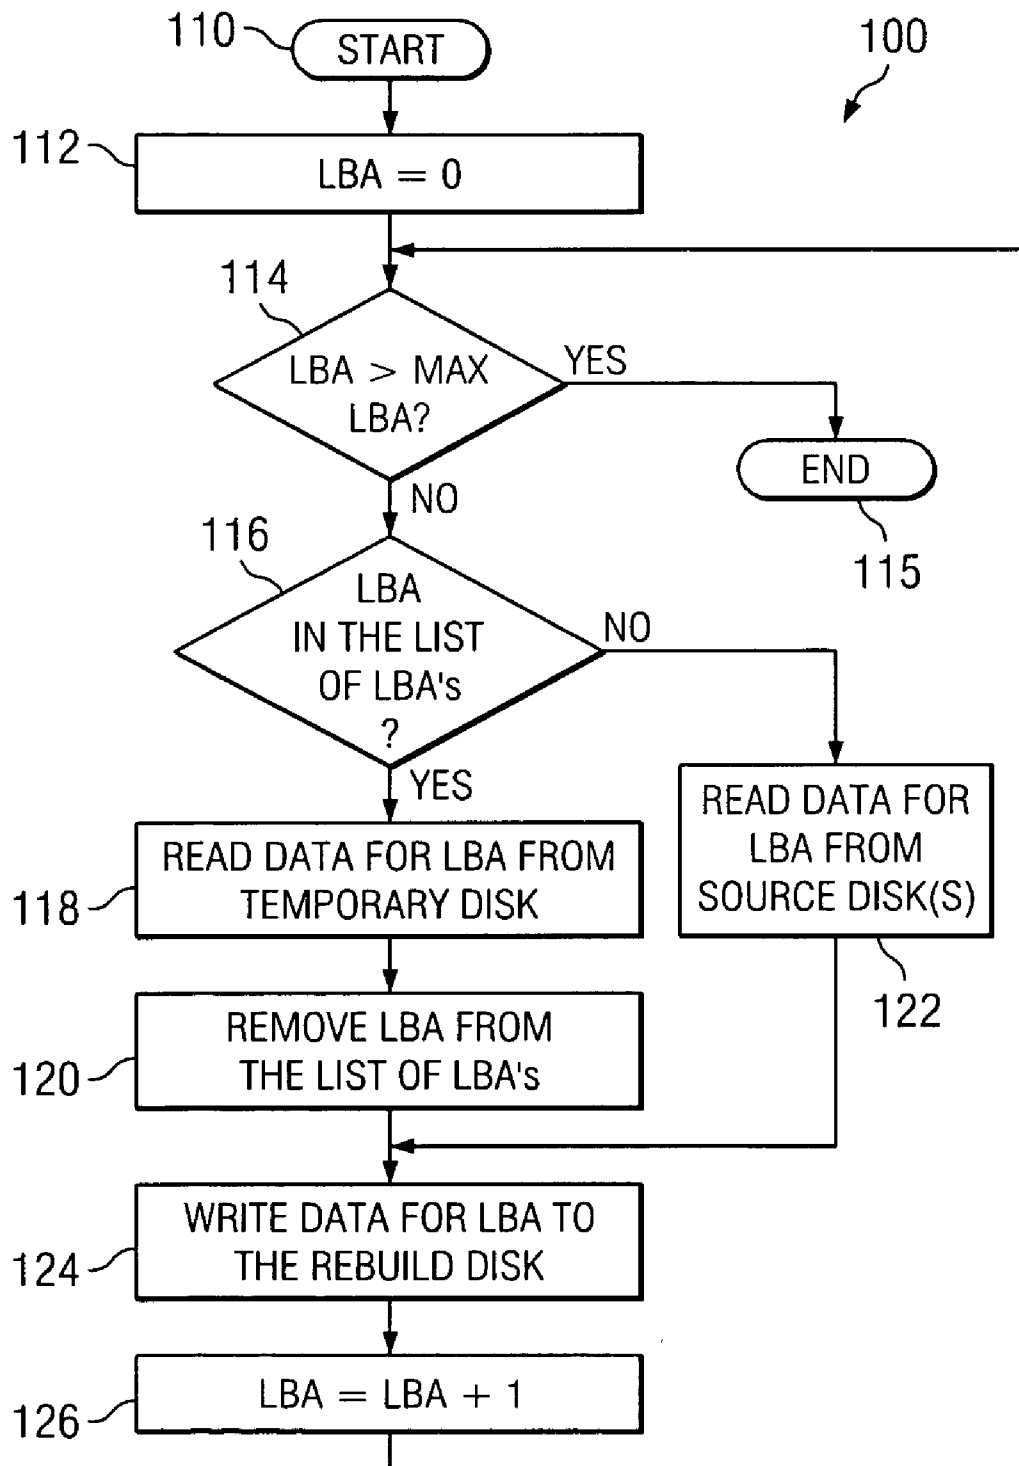 110
START
100
112
LBA = 0
114
LBA > MAX
LBA?
YES
END
115
NO
116
LBA
IN THE LIST
OF LBA's
?
NO
YES
READ DATA FOR
LBA FROM
SOURCE DISK(S)
122
118
READ DATA FOR LBA FROM
TEMPORARY DISK
120
REMOVE LBA FROM
THE LIST OF LBA's
124
WRITE DATA FOR LBA TO
THE REBUILD DISK
126
LBA = LBA + 1